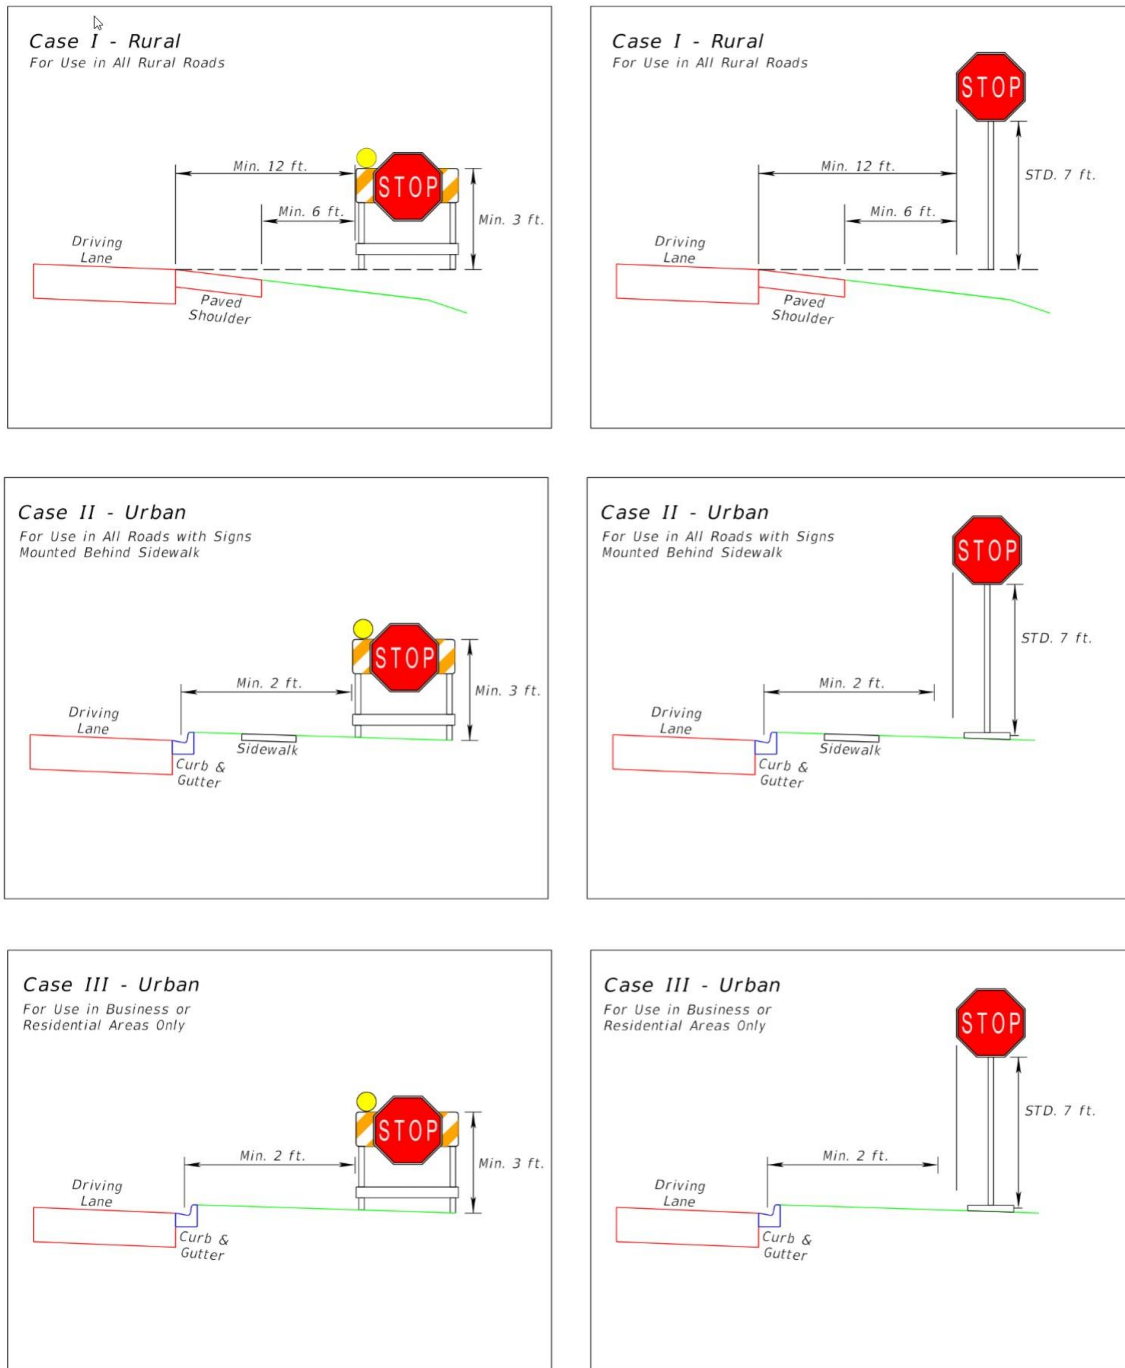 Case I - Rural
For Use in All Rural Roads
STOP
Min. 12 ft.
Min. 6 ft.
Min. 3 ft.
Driving
Lane
Paved
Shoulder
Case I - Rural
For Use in All Rural Roads
STOP
Min. 12 ft.
STD. 7 ft.
Min. 6 ft.
Driving
Lane
Paved
Shoulder
Case II - Urban
For Use in All Roads with Signs
Mounted Behind Sidewalk
STOP
Min. 2 ft.
Min. 3 ft.
Driving
Lane
Sidewalk
Curb &
Gutter
Case II - Urban
For Use in All Roads with Signs
Mounted Behind Sidewalk
STOP
STD. 7 ft.
Min. 2 ft.
Driving
Lane
Sidewalk
Curb &
Gutter
Case III - Urban
For Use in Business or
Residential Areas Only
STOP
Min. 2 ft.
Min. 3 ft.
Driving
Lane
Curb &
Gutter
Case III - Urban
For Use in Business or
Residential Areas Only
STOP
STD. 7 ft.
Min. 2 ft.
Driving
Lane
Curb &
Gutter